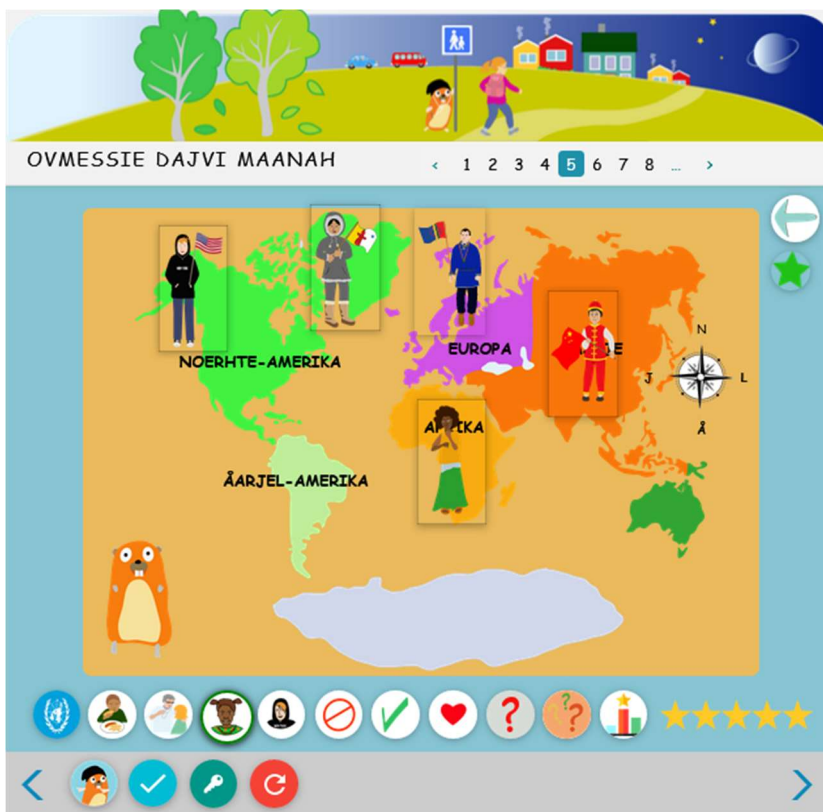 OVMESSIE DAJVI MAANAH
< 1 2 3 4 5 6 7 8 ... >
N
NOERHTE-AMERIKA
EUROPA
J L
Å
ÅARJEL-AMERIKA